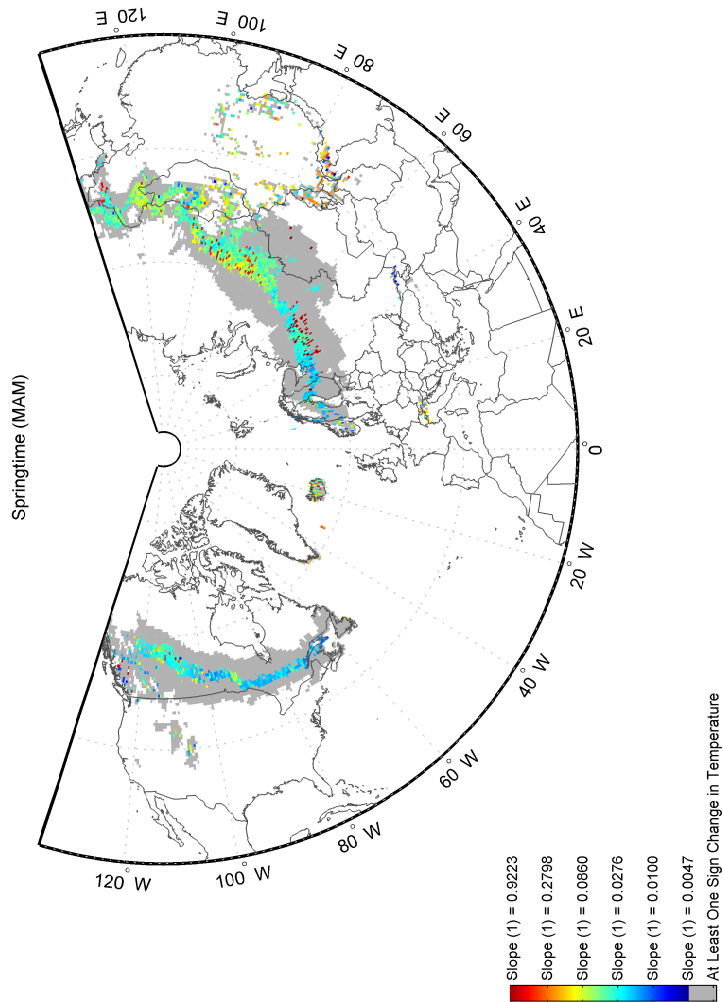 Springtime (MAM)
120 E
100 E
80 E
60 E
40 E
20 E
0
20 W
40 W
60 W
80 W
100 W
120 W
Slope (1) = 0.9223
Slope (1) = 0.2798
Slope (1) = 0.0860
Slope (1) = 0.0276
Slope (1) = 0.0100
Slope (1) = 0.0047
At Least One Sign Change in Temperature